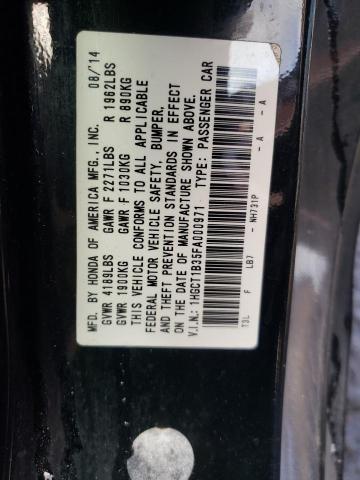 MFD. BY HONDA OF AMERICA MFG., INC. 08/'14
GVWR 4189LBS GAWR F 2271LBS R 1962LBS
GVWR 1900KG GAWR F 1030KG R 890KG
THIS VEHICLE CONFORMS TO ALL APPLICABLE
FEDERAL MOTOR VEHICLE SAFETY, BUMPER,
AND THEFT PREVENTION STANDARDS IN EFFECT
ON THE DATE OF MANUFACTURE SHOWN ABOVE.
V.I.N.: 1HGCT1B35FA000971 TYPE: PASSENGER CAR
T3L F LB7 - NH731P - A - A